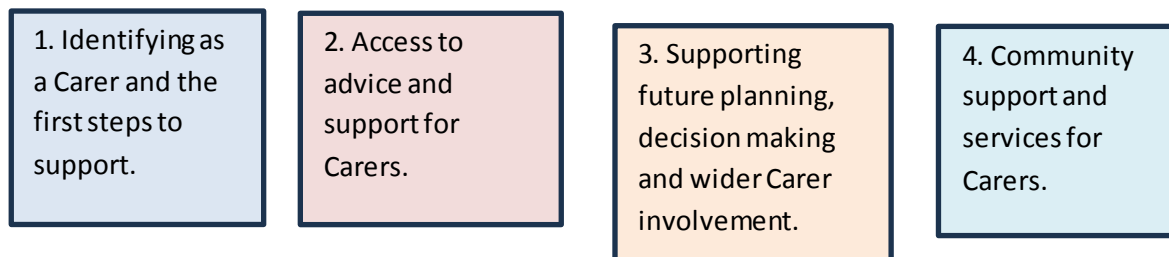 1. Identifying as
a Carer and the
first steps to
support.
2. Access to
advice and
support for
Carers.
3. Supporting
future planning,
decision making
and wider Carer
involvement.
4. Community
support and
services for
Carers.